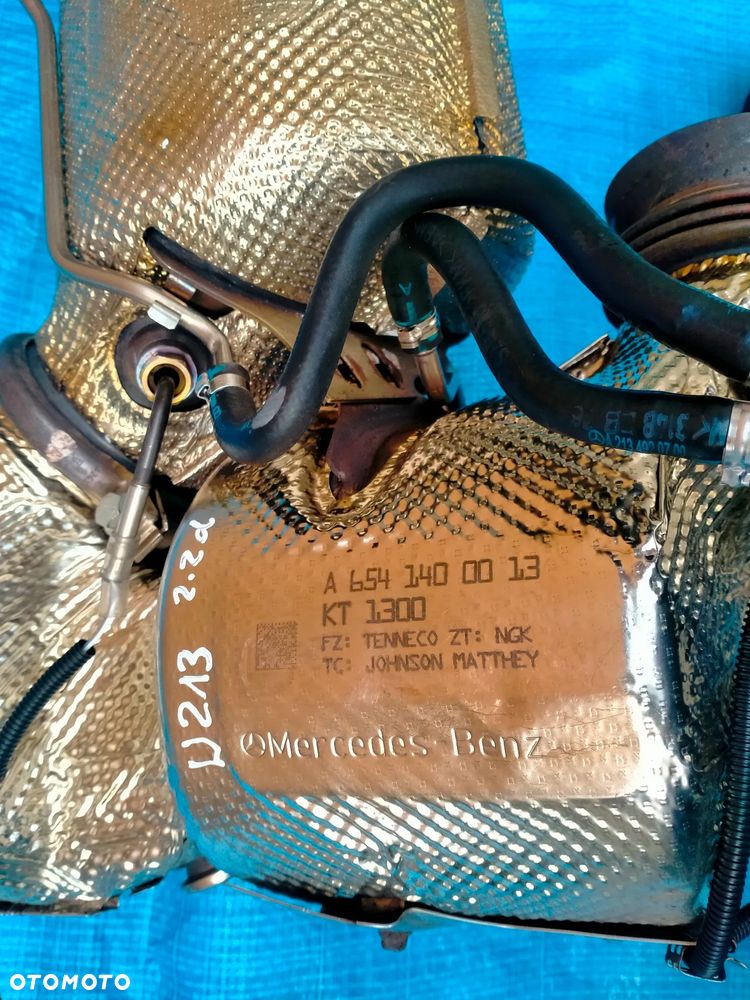 A 654 140 00 13
KT 1300
FZ: TENNECO ZT: NGK
TC: JOHNSON MATTHEY
Mercedes-Benz
W213 2.2d
OTOMOTO